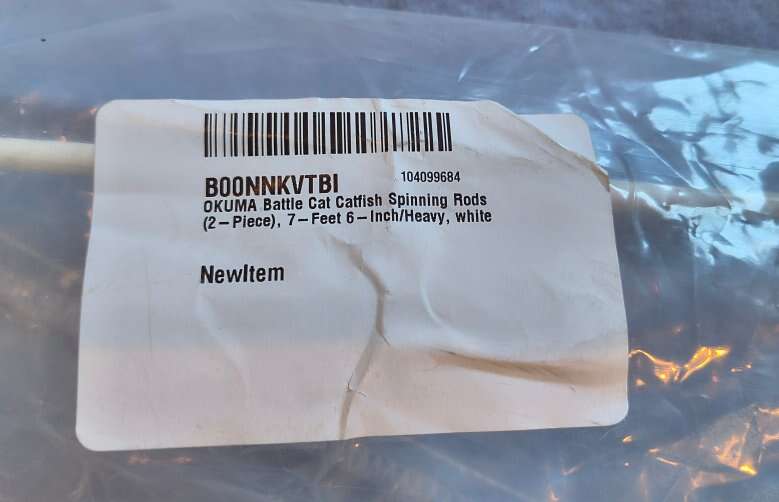 B00NNKVTBI 104099684
OKUMA Battle Cat Catfish Spinning Rods
(2-Piece), 7-Feet 6-Inch/Heavy, white
NewItem